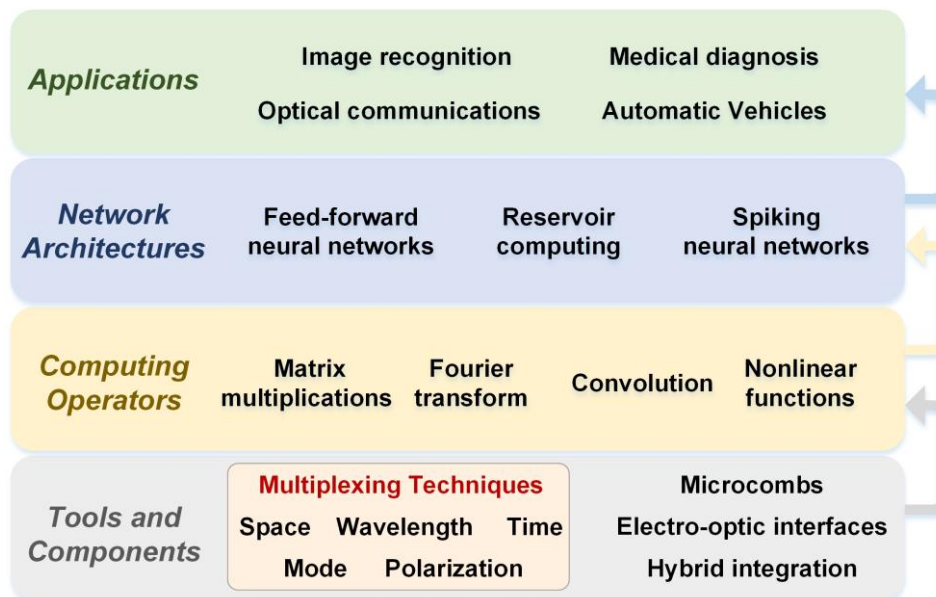 Applications
Image recognition
Medical diagnosis
Optical communications
Automatic Vehicles
Network
Architectures
Feed-forward
neural networks
Reservoir
computing
Spiking
neural networks
Computing
Operators
Matrix
multiplications
Fourier
transform
Convolution
Nonlinear
functions
Tools and
Components
Multiplexing Techniques
Space Wavelength Time
Mode Polarization
Microcombs
Electro-optic interfaces
Hybrid integration